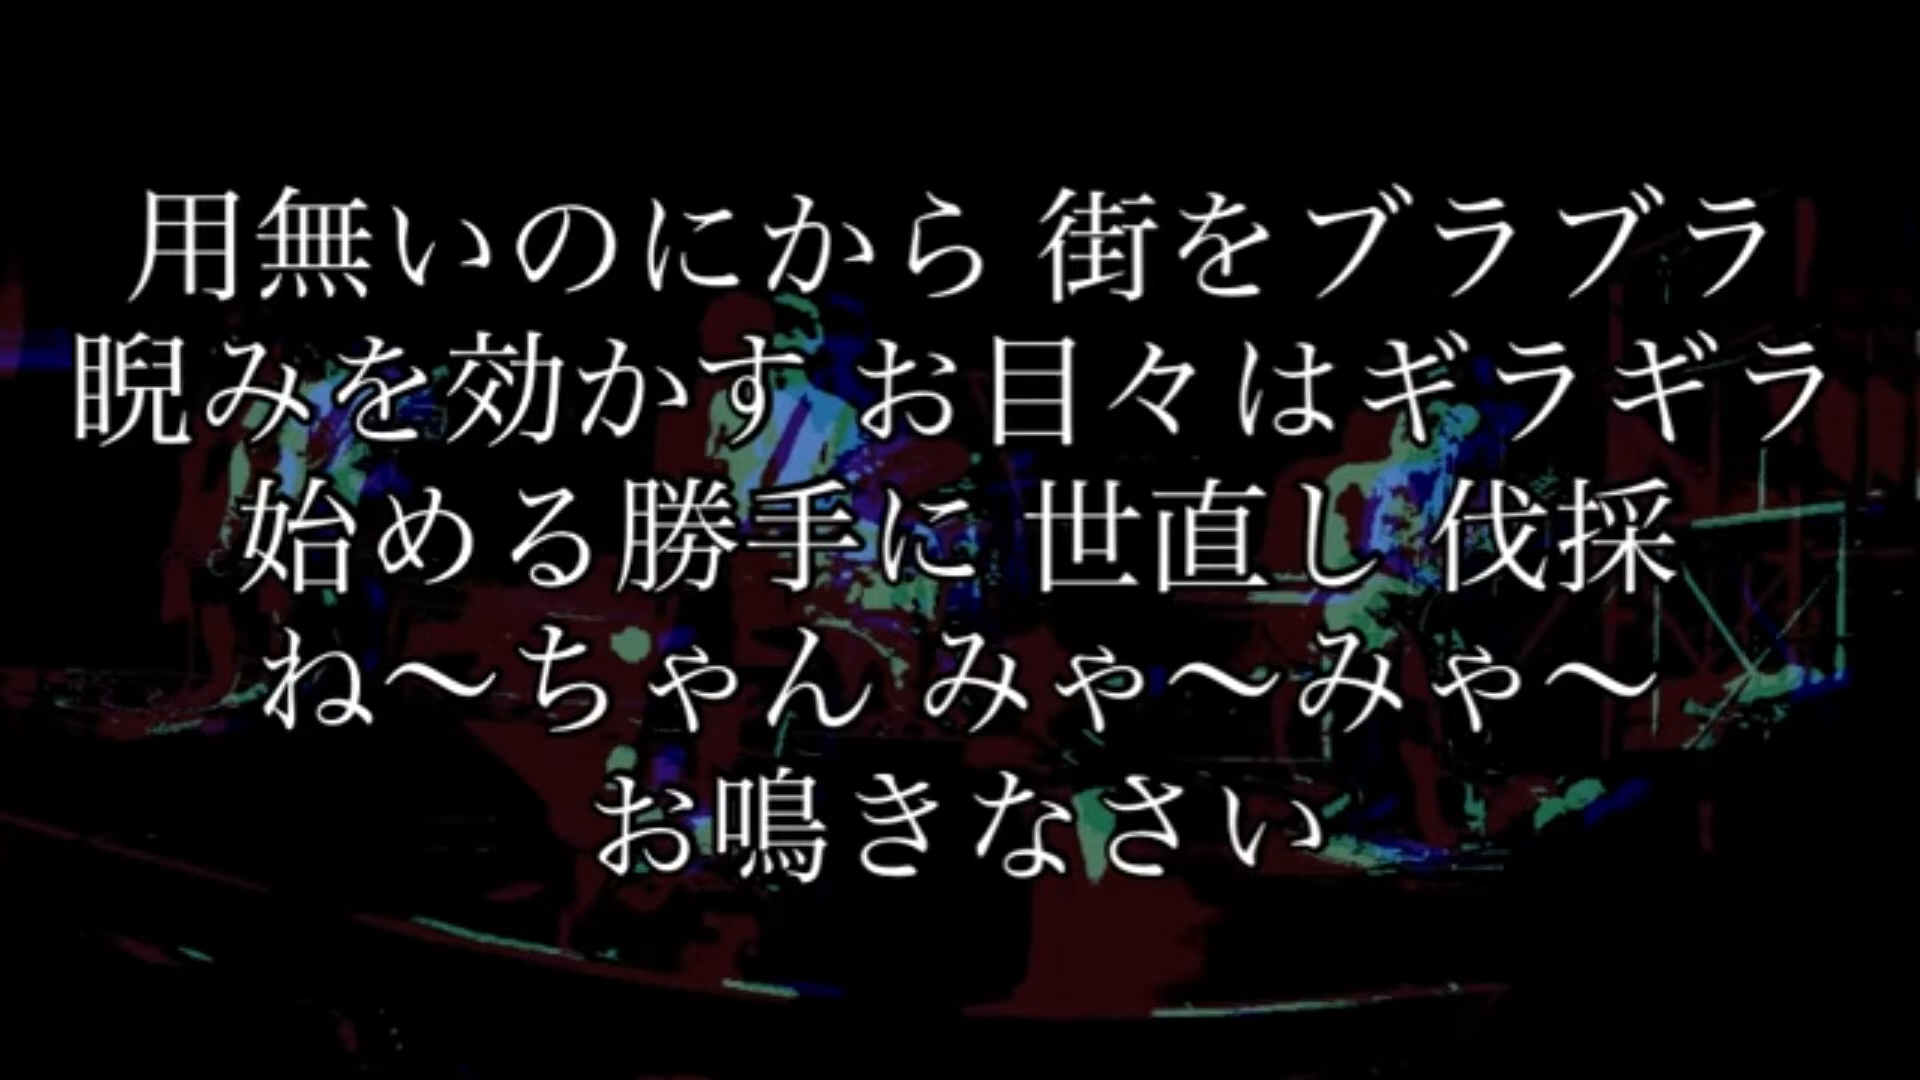 用無いのにから 街をブラブラ
睨みを効かす お目々はギラギラ
始める勝手に 世直し 伐採
ね〜ちゃん みゃ〜みゃ〜
お鳴きなさい